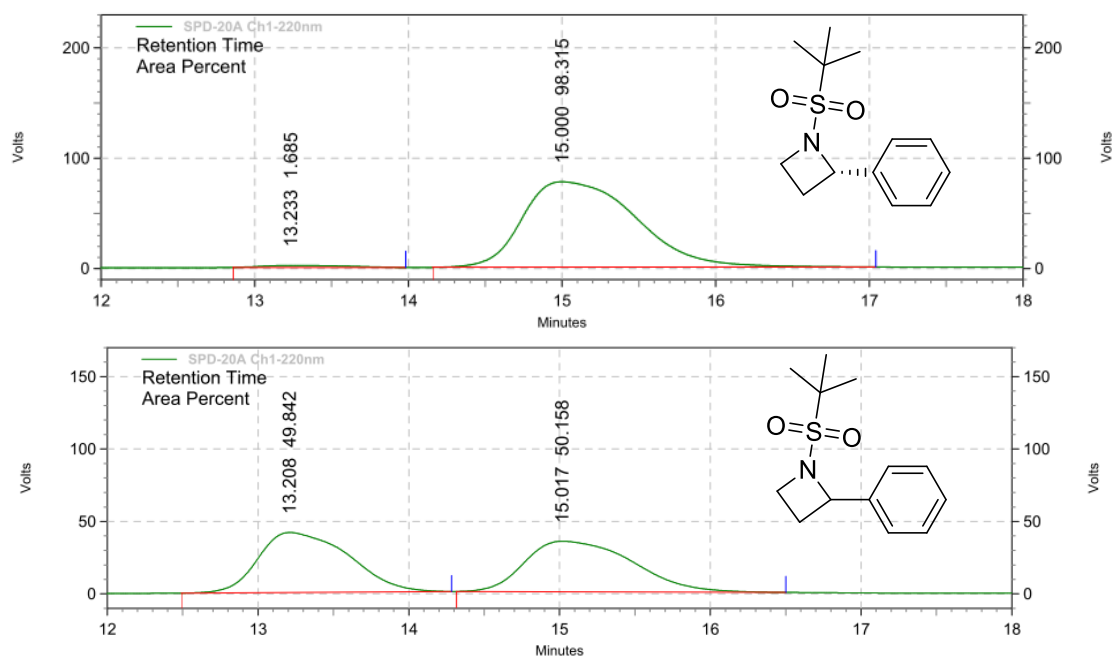 SPD-20A Ch1-220nm
Retention Time
Area Percent
13.233 1.685
15.000 98.315
Volts
200
100
0
200
100
0
Volts
12 13 14 15 16 17 18
Minutes
S
O
O
N
SPD-20A Ch1-220nm
Retention Time
Area Percent
13.208 49.842
15.017 50.158
Volts
150
100
50
0
150
100
50
0
Volts
12 13 14 15 16 17 18
Minutes
S
O
O
N